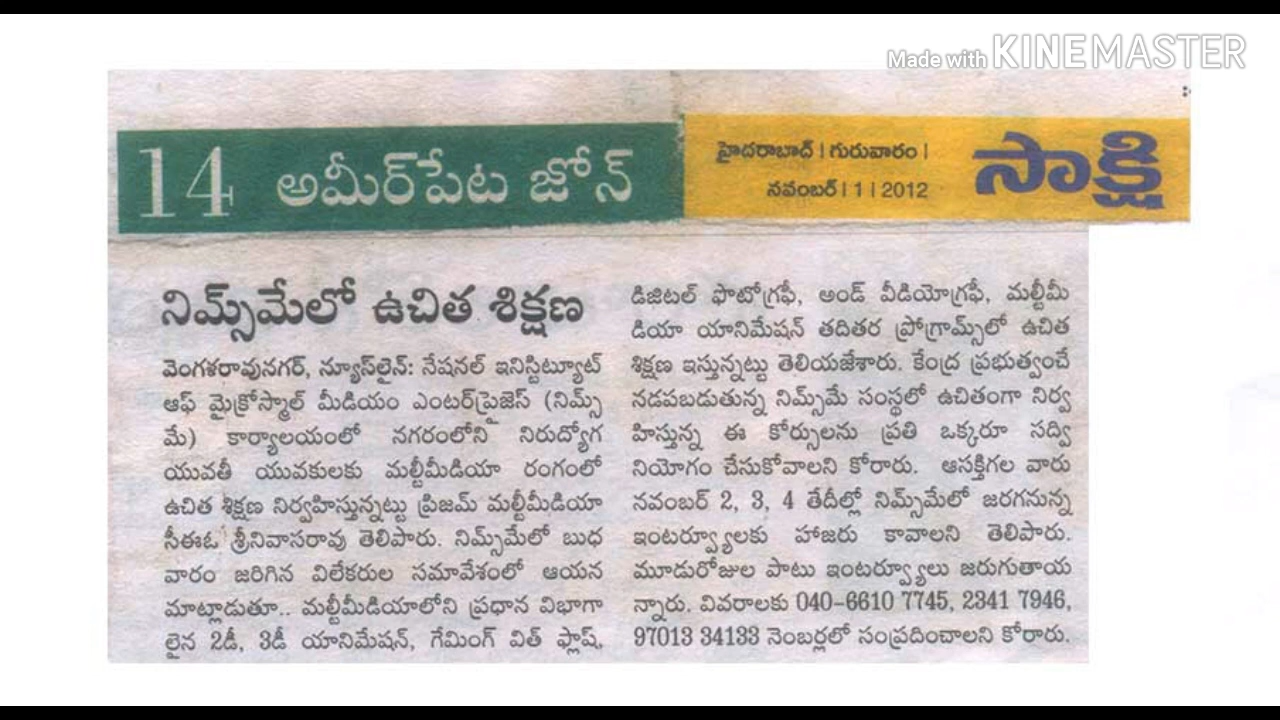 Made with KINEMASTER
14 అమీర్‌పేట జోన్
హైదరాబాద్ | గురువారం |
నవంబర్ | 1 | 2012
సాక్షి
నిమ్స్‌మేలో ఉచిత శిక్షణ
వెంగళరావునగర్, న్యూస్‌లైన్: నేషనల్ ఇనిస్టిట్యూట్
ఆఫ్ మైక్రోస్మాల్ మీడియం ఎంటర్‌ప్రైజెస్ (నిమ్స్
మే) కార్యాలయంలో నగరంలోని నిరుద్యోగ
యువతీ యువకులకు మల్టీమీడియా రంగంలో
ఉచిత శిక్షణ నిర్వహిస్తున్నట్టు ప్రిజమ్ మల్టీమీడియా
సీఈఓ శ్రీనివాసరావు తెలిపారు. నిమ్స్‌మేలో బుధ
వారం జరిగిన విలేకరుల సమావేశంలో ఆయన
మాట్లాడుతూ.. మల్టీమీడియాలోని ప్రధాన విభాగా
లైన 2డీ, 3డీ యానిమేషన్, గేమింగ్ విత్ ఫ్లాష్,
డిజిటల్ ఫొటోగ్రఫీ, అండ్ వీడియోగ్రఫీ, మల్టీమీ
డియా యానిమేషన్ తదితర ప్రోగ్రామ్స్‌లో ఉచిత
శిక్షణ ఇస్తున్నట్టు తెలియజేశారు. కేంద్ర ప్రభుత్వంచే
నడపబడుతున్న నిమ్స్‌మే సంస్థలో ఉచితంగా నిర్వ
హిస్తున్న ఈ కోర్సులను ప్రతి ఒక్కరూ సద్వి
నియోగం చేసుకోవాలని కోరారు. ఆసక్తిగల వారు
నవంబర్ 2, 3, 4 తేదీల్లో నిమ్స్‌మేలో జరగనున్న
ఇంటర్వ్యూలకు హాజరు కావాలని తెలిపారు.
మూడురోజుల పాటు ఇంటర్వ్యూలు జరుగుతాయ
న్నారు. వివరాలకు 040-6610 7745, 2341 7946,
97013 34133 నెంబర్లలో సంప్రదించాలని కోరారు.